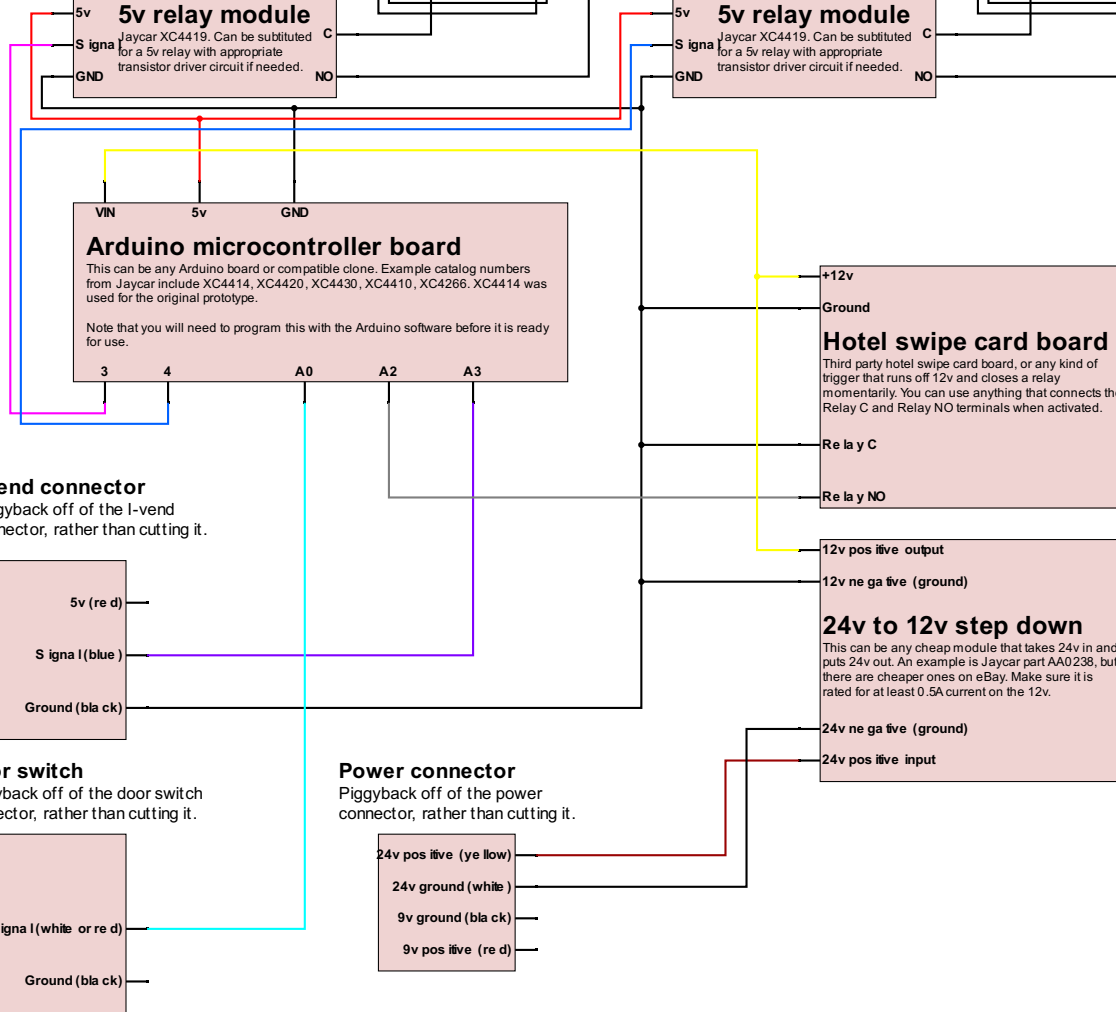 5v relay module
Jaycar XC4419. Can be subtituted
for a 5v relay with appropriate
transistor driver circuit if needed.
5v
Signal
GND
C
NO
5v relay module
Jaycar XC4419. Can be subtituted
for a 5v relay with appropriate
transistor driver circuit if needed.
5v
Signal
GND
C
NO
VIN
5v
GND
Arduino microcontroller board
This can be any Arduino board or compatible clone. Example catalog numbers
from Jaycar include XC4414, XC4420, XC4430, XC4410, XC4266. XC4414 was
used for the original prototype.
Note that you will need to program this with the Arduino software before it is ready
for use.
3
4
A0
A2
A3
+12v
Ground
Hotel swipe card board
Third party hotel swipe card board, or any kind of
trigger that runs off 12v and closes a relay
momentarily. You can use anything that connects th
Relay C and Relay NO terminals when activated.
Relay C
Relay NO
end connector
gyback off of the I-vend
nector, rather than cutting it.
5v (red)
Signal (blue)
Ground (black)
12v positive output
12v negative (ground)
24v to 12v step down
This can be any cheap module that takes 24v in and
puts 24v out. An example is Jaycar part AA0238, but
there are cheaper ones on eBay. Make sure it is
rated for at least 0.5A current on the 12v.
24v negative (ground)
24v positive input
r switch
yback off of the door switch
ector, rather than cutting it.
ignal (white or red)
Ground (black)
Power connector
Piggyback off of the power
connector, rather than cutting it.
24v positive (yellow)
24v ground (white)
9v ground (black)
9v positive (red)